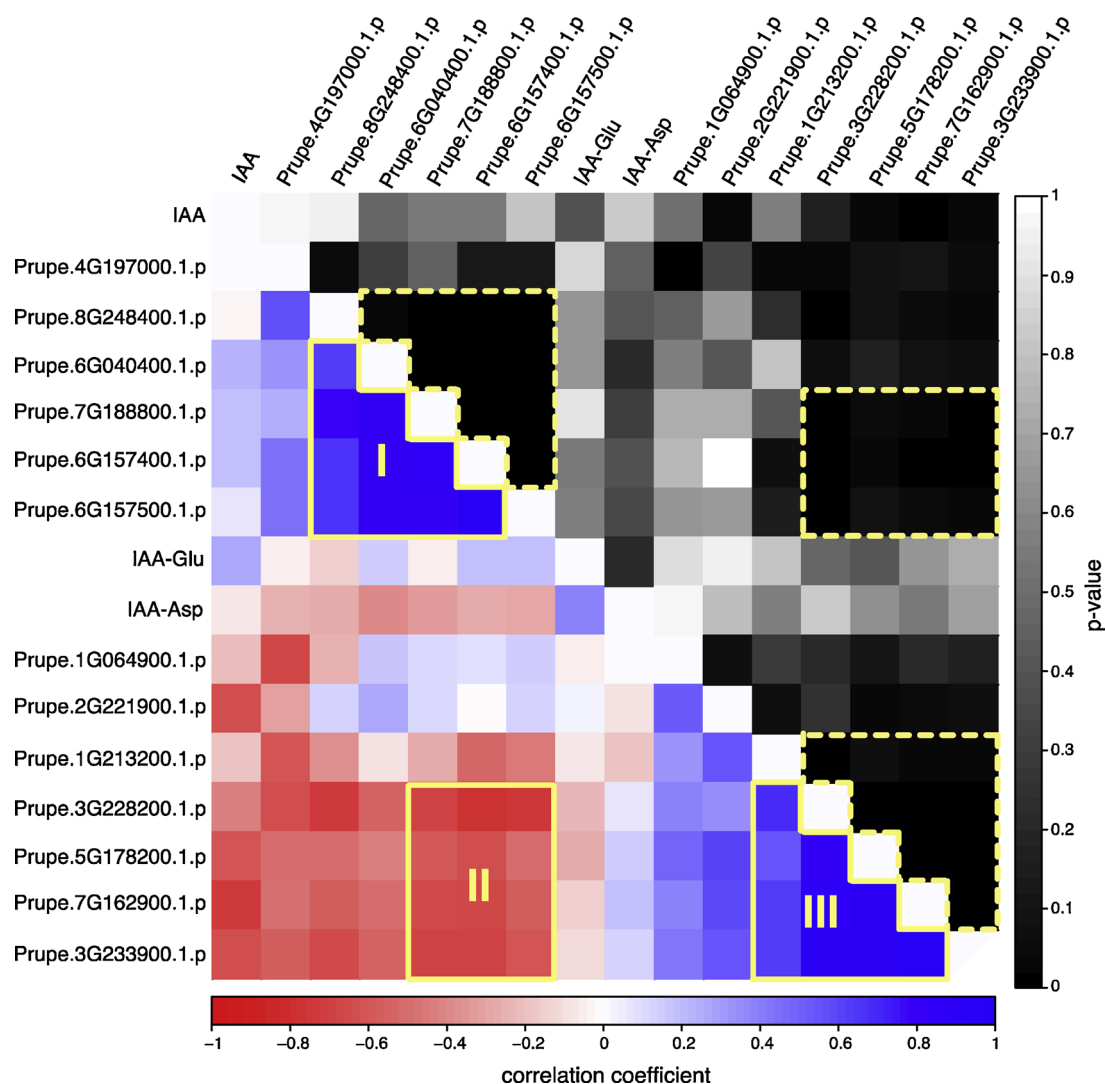 IAA
Prupe.4G197000.1.p
Prupe.8G248400.1.p
Prupe.6G040400.1.p
Prupe.7G188800.1.p
Prupe.6G157400.1.p
Prupe.6G157500.1.p
IAA-Glu
IAA-Asp
Prupe.1G064900.1.p
Prupe.2G221900.1.p
Prupe.1G213200.1.p
Prupe.3G228200.1.p
Prupe.5G178200.1.p
Prupe.7G162900.1.p
Prupe.3G233900.1.p
IAA
Prupe.4G197000.1.p
Prupe.8G248400.1.p
Prupe.6G040400.1.p
Prupe.7G188800.1.p
Prupe.6G157400.1.p
Prupe.6G157500.1.p
IAA-Glu
IAA-Asp
Prupe.1G064900.1.p
Prupe.2G221900.1.p
Prupe.1G213200.1.p
Prupe.3G228200.1.p
Prupe.5G178200.1.p
Prupe.7G162900.1.p
Prupe.3G233900.1.p
I
II
III
1
0.9
0.8
0.7
0.6
0.5
0.4
0.3
0.2
0.1
0
p-value
−1 −0.8 −0.6 −0.4 −0.2 0 0.2 0.4 0.6 0.8 1
correlation coefficient